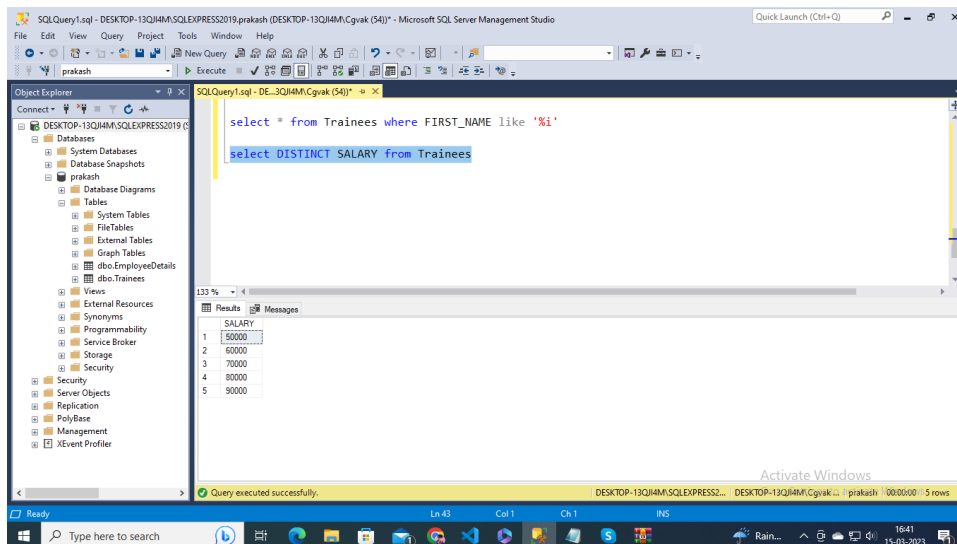 SQLQuery1.sql - DESKTOP-13QJI4M\SQLEXPRESS2019.prakash (DESKTOP-13QJI4M\Cgvak (54))* - Microsoft SQL Server Management Studio
Quick Launch (Ctrl+Q)
File Edit View Query Project Tools Window Help
New Query
prakash
Execute
Object Explorer
SQLQuery1.sql - DE...3QJI4M\Cgvak (54))*
Connect
DESKTOP-13QJI4M\SQLEXPRESS2019 (S
Databases
System Databases
Database Snapshots
prakash
Database Diagrams
Tables
System Tables
FileTables
External Tables
Graph Tables
dbo.EmployeeDetails
dbo.Trainees
Views
External Resources
Synonyms
Programmability
Service Broker
Storage
Security
Security
Server Objects
Replication
PolyBase
Management
XEvent Profiler
select * from Trainees where FIRST_NAME like '%i'
select DISTINCT SALARY from Trainees
133 %
Results Messages
SALARY
1 50000
2 60000
3 70000
4 80000
5 90000
Activate Windows
Query executed successfully.
DESKTOP-13QJI4M\SQLEXPRESS2... DESKTOP-13QJI4M\Cgvak ... prakash 00:00:00 5 rows
Ready Ln 43 Col 1 Ch 1 INS
Type here to search
Rain...
16:41
15-03-2023